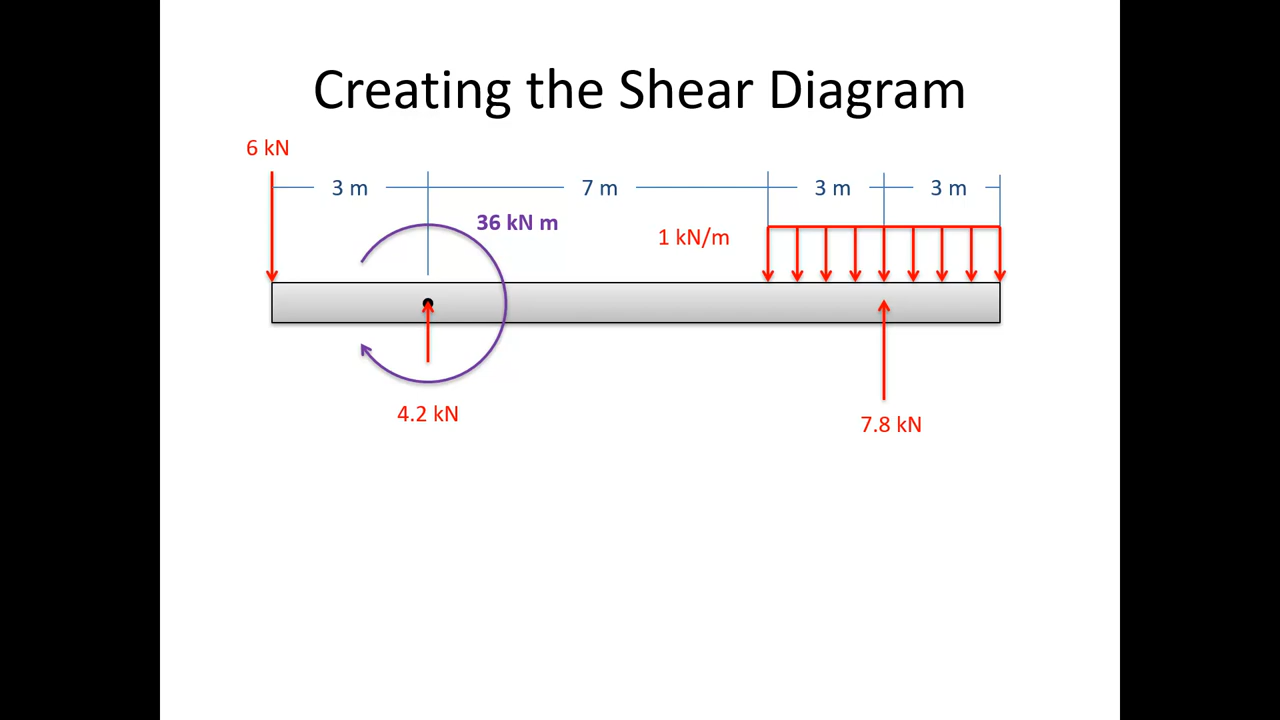 Creating the Shear Diagram
6 kN
3 m
7 m
3 m
3 m
36 kN m
1 kN/m
4.2 kN
7.8 kN